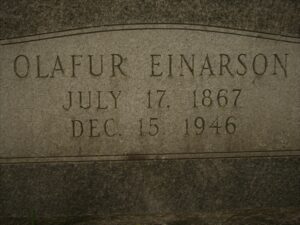 OLAFUR EINARSON
JULY 17, 1867
DEC. 15 1946